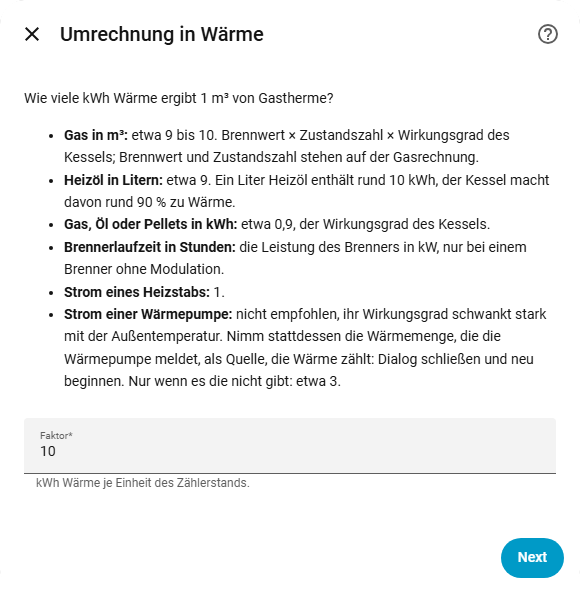 Umrechnung in Wärme
Wie viele kWh Wärme ergibt 1 m³ von Gastherme?
• Gas in m³: etwa 9 bis 10. Brennwert × Zustandszahl × Wirkungsgrad des
Kessels; Brennwert und Zustandszahl stehen auf der Gasrechnung.
• Heizöl in Litern: etwa 9. Ein Liter Heizöl enthält rund 10 kWh, der Kessel macht
davon rund 90 % zu Wärme.
• Gas, Öl oder Pellets in kWh: etwa 0,9, der Wirkungsgrad des Kessels.
• Brennerlaufzeit in Stunden: die Leistung des Brenners in kW, nur bei einem
Brenner ohne Modulation.
• Strom eines Heizstabs: 1.
• Strom einer Wärmepumpe: nicht empfohlen, ihr Wirkungsgrad schwankt stark
mit der Außentemperatur. Nimm stattdessen die Wärmemenge, die die
Wärmepumpe meldet, als Quelle, die Wärme zählt: Dialog schließen und neu
beginnen. Nur wenn es die nicht gibt: etwa 3.
Faktor*
10
kWh Wärme je Einheit des Zählerstands.
Next